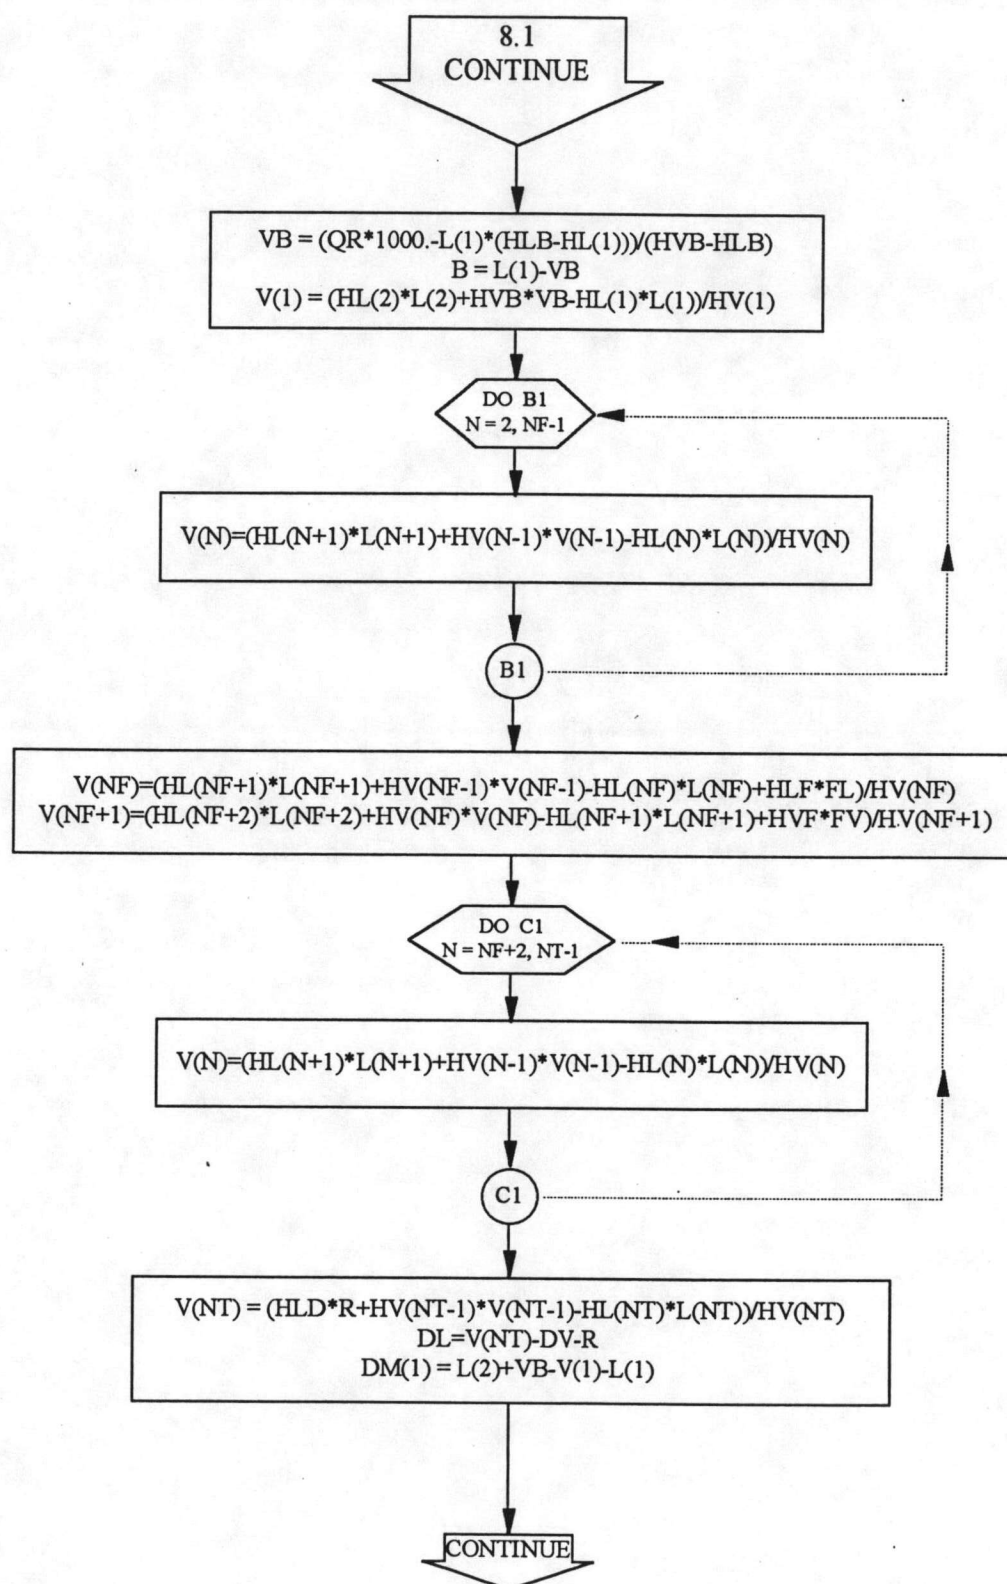 8.1
CONTINUE
VB = (QR*1000.-L(1)*(HLB-HL(1)))/(HVB-HLB)
B = L(1)-VB
V(1) = (HL(2)*L(2)+HVB*VB-HL(1)*L(1))/HV(1)
DO B1
N = 2, NF-1
V(N)=(HL(N+1)*L(N+1)+HV(N-1)*V(N-1)-HL(N)*L(N))/HV(N)
B1
V(NF)=(HL(NF+1)*L(NF+1)+HV(NF-1)*V(NF-1)-HL(NF)*L(NF)+HLF*FL)/HV(NF)
V(NF+1)=(HL(NF+2)*L(NF+2)+HV(NF)*V(NF)-HL(NF+1)*L(NF+1)+HVF*FV)/HV(NF+1)
DO C1
N = NF+2, NT-1
V(N)=(HL(N+1)*L(N+1)+HV(N-1)*V(N-1)-HL(N)*L(N))/HV(N)
C1
V(NT) = (HLD*R+HV(NT-1)*V(NT-1)-HL(NT)*L(NT))/HV(NT)
DL=V(NT)-DV-R
DM(1) = L(2)+VB-V(1)-L(1)
CONTINUE